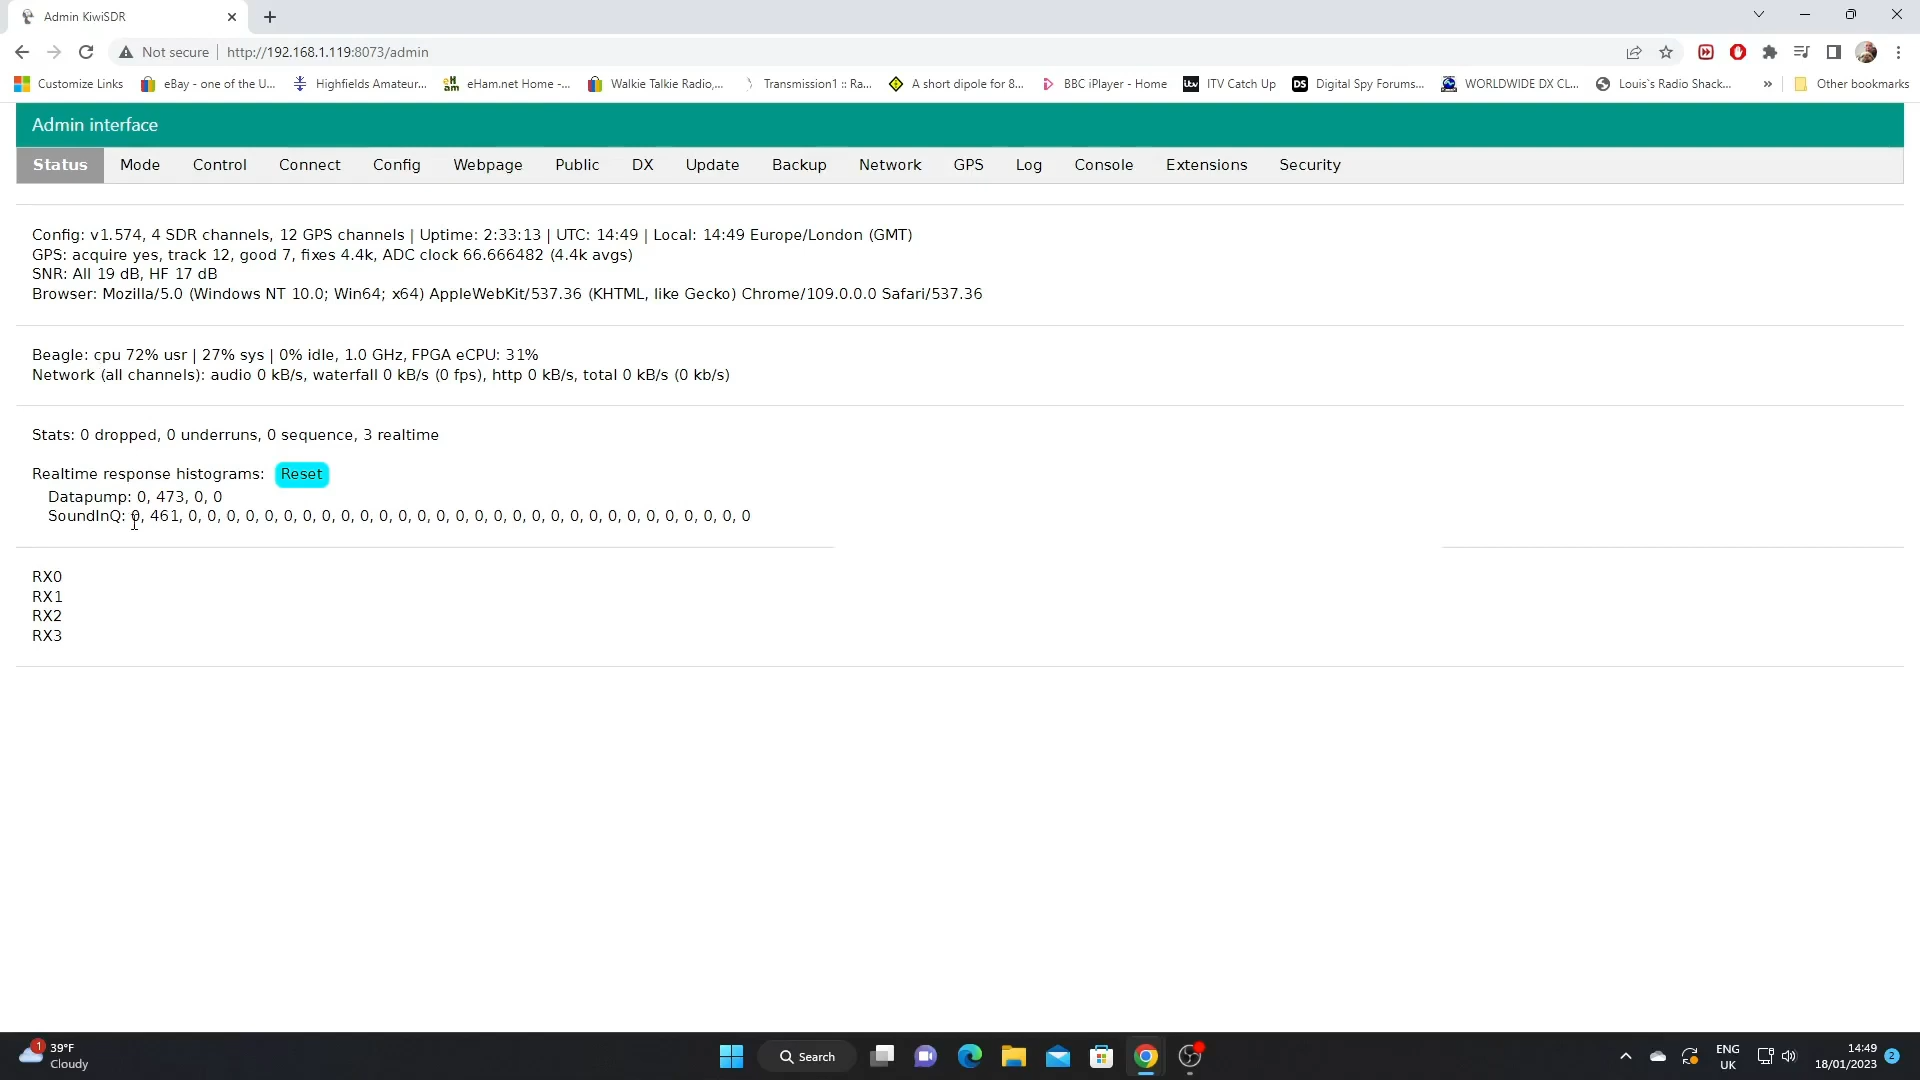 Admin KiwiSDR
Not secure http://192.168.1.119:8073/admin
Customize Links eBay - one of the U... Highfields Amateur... eHam.net Home -... Walkie Talkie Radio,... Transmission1 :: Ra... A short dipole for 8... BBC iPlayer - Home itv ITV Catch Up DS Digital Spy Forums... WORLDWIDE DX CL... Louis`s Radio Shack... » Other bookmarks
Admin interface
Status Mode Control Connect Config Webpage Public DX Update Backup Network GPS Log Console Extensions Security
Config: v1.574, 4 SDR channels, 12 GPS channels | Uptime: 2:33:13 | UTC: 14:49 | Local: 14:49 Europe/London (GMT)
GPS: acquire yes, track 12, good 7, fixes 4.4k, ADC clock 66.666482 (4.4k avgs)
SNR: All 19 dB, HF 17 dB
Browser: Mozilla/5.0 (Windows NT 10.0; Win64; x64) AppleWebKit/537.36 (KHTML, like Gecko) Chrome/109.0.0.0 Safari/537.36
Beagle: cpu 72% usr | 27% sys | 0% idle, 1.0 GHz, FPGA eCPU: 31%
Network (all channels): audio 0 kB/s, waterfall 0 kB/s (0 fps), http 0 kB/s, total 0 kB/s (0 kb/s)
Stats: 0 dropped, 0 underruns, 0 sequence, 3 realtime
Realtime response histograms: Reset
Datapump: 0, 473, 0, 0
SoundInQ: 0, 461, 0, 0, 0, 0, 0, 0, 0, 0, 0, 0, 0, 0, 0, 0, 0, 0, 0, 0, 0, 0, 0, 0, 0, 0, 0, 0, 0, 0, 0, 0
RX0
RX1
RX2
RX3
1 39°F
Cloudy
Search
ENG
UK
14:49
18/01/2023
2